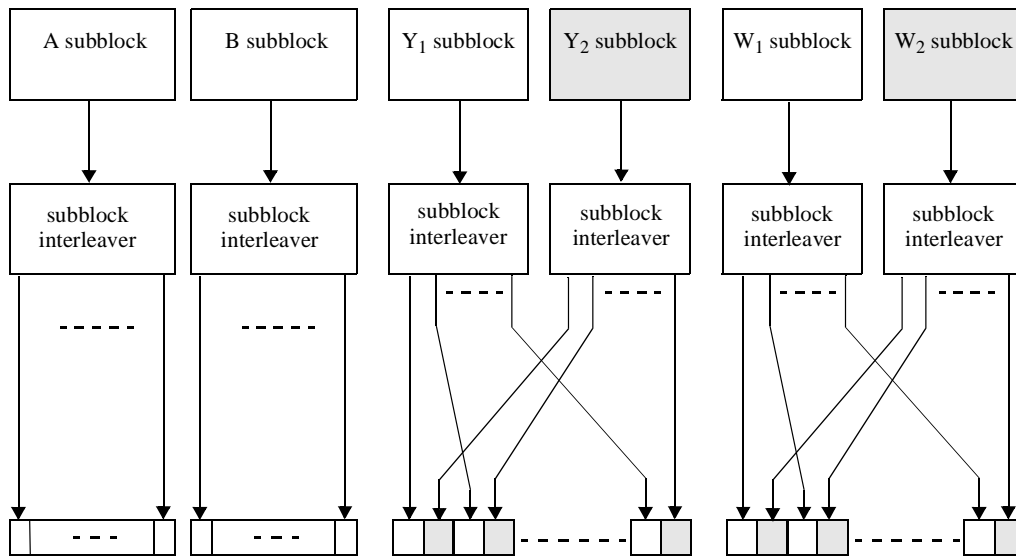 A subblock
B subblock
Y₁ subblock
Y₂ subblock
W₁ subblock
W₂ subblock
subblock
interleaver
subblock
interleaver
subblock
interleaver
subblock
interleaver
subblock
interleaver
subblock
interleaver